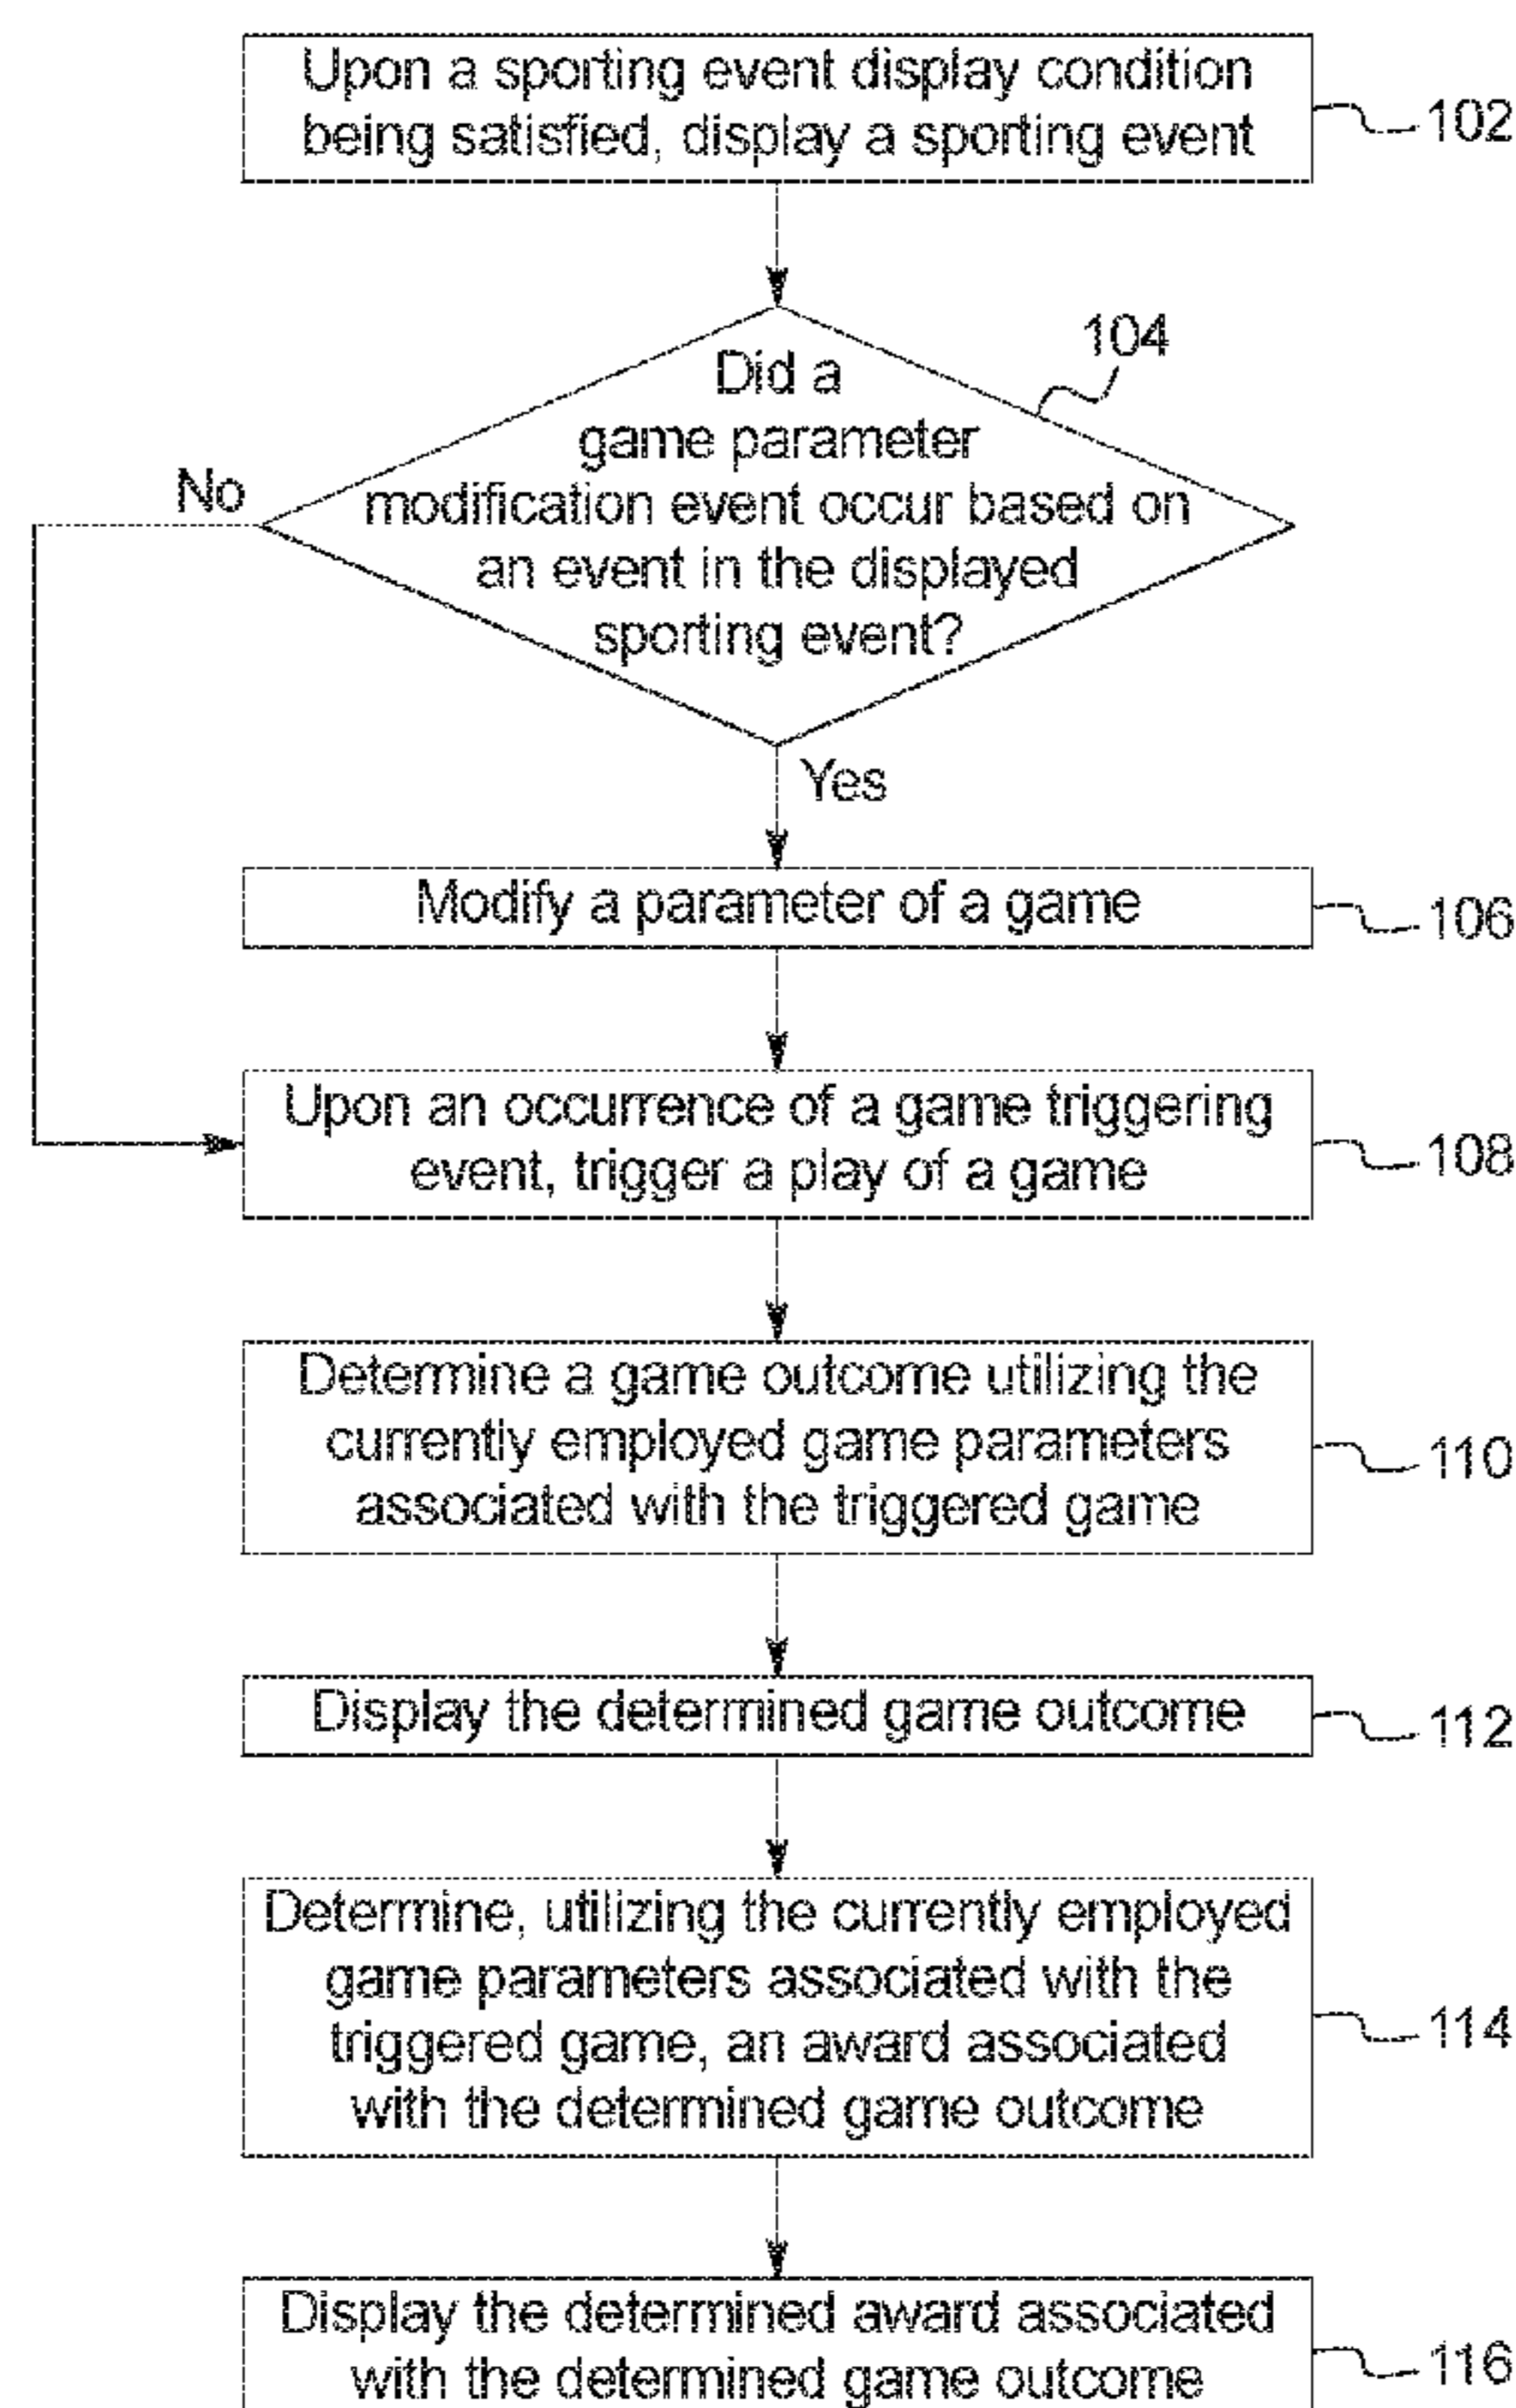 Upon a sporting event display condition
being satisfied, display a sporting event
102
104
Did a
game parameter
modification event occur based on
an event in the displayed
sporting event?
No
Yes
Modify a parameter of a game
106
Upon an occurrence of a game triggering
event, trigger a play of a game
108
Determine a game outcome utilizing the
currently employed game parameters
associated with the triggered game
110
Display the determined game outcome
112
Determine, utilizing the currently employed
game parameters associated with the
triggered game, an award associated
with the determined game outcome
114
Display the determined award associated
with the determined game outcome
116